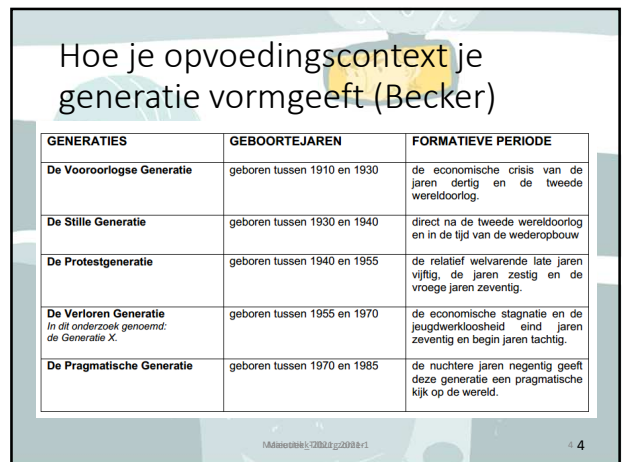 Hoe je opvoedingscontext je
generatie vormgeeft (Becker)
GENERATIES GEBOORTEJAREN FORMATIEVE PERIODE
De Vooroorlogse Generatie geboren tussen 1910 en 1930 de economische crisis van de
jaren dertig en de tweede
wereldoorlog.
De Stille Generatie geboren tussen 1930 en 1940 direct na de tweede wereldoorlog
en in de tijd van de wederopbouw
De Protestgeneratie geboren tussen 1940 en 1955 de relatief welvarende late jaren
vijftig, de jaren zestig en de
vroege jaren zeventig.
De Verloren Generatie geboren tussen 1955 en 1970 de economische stagnatie en de
In dit onderzoek genoemd: jeugdwerkloosheid eind jaren
de Generatie X. zeventig en begin jaren tachtig.
De Pragmatische Generatie geboren tussen 1970 en 1985 de nuchtere jaren negentig geeft
deze generatie een pragmatische
kijk op de wereld.
4 4